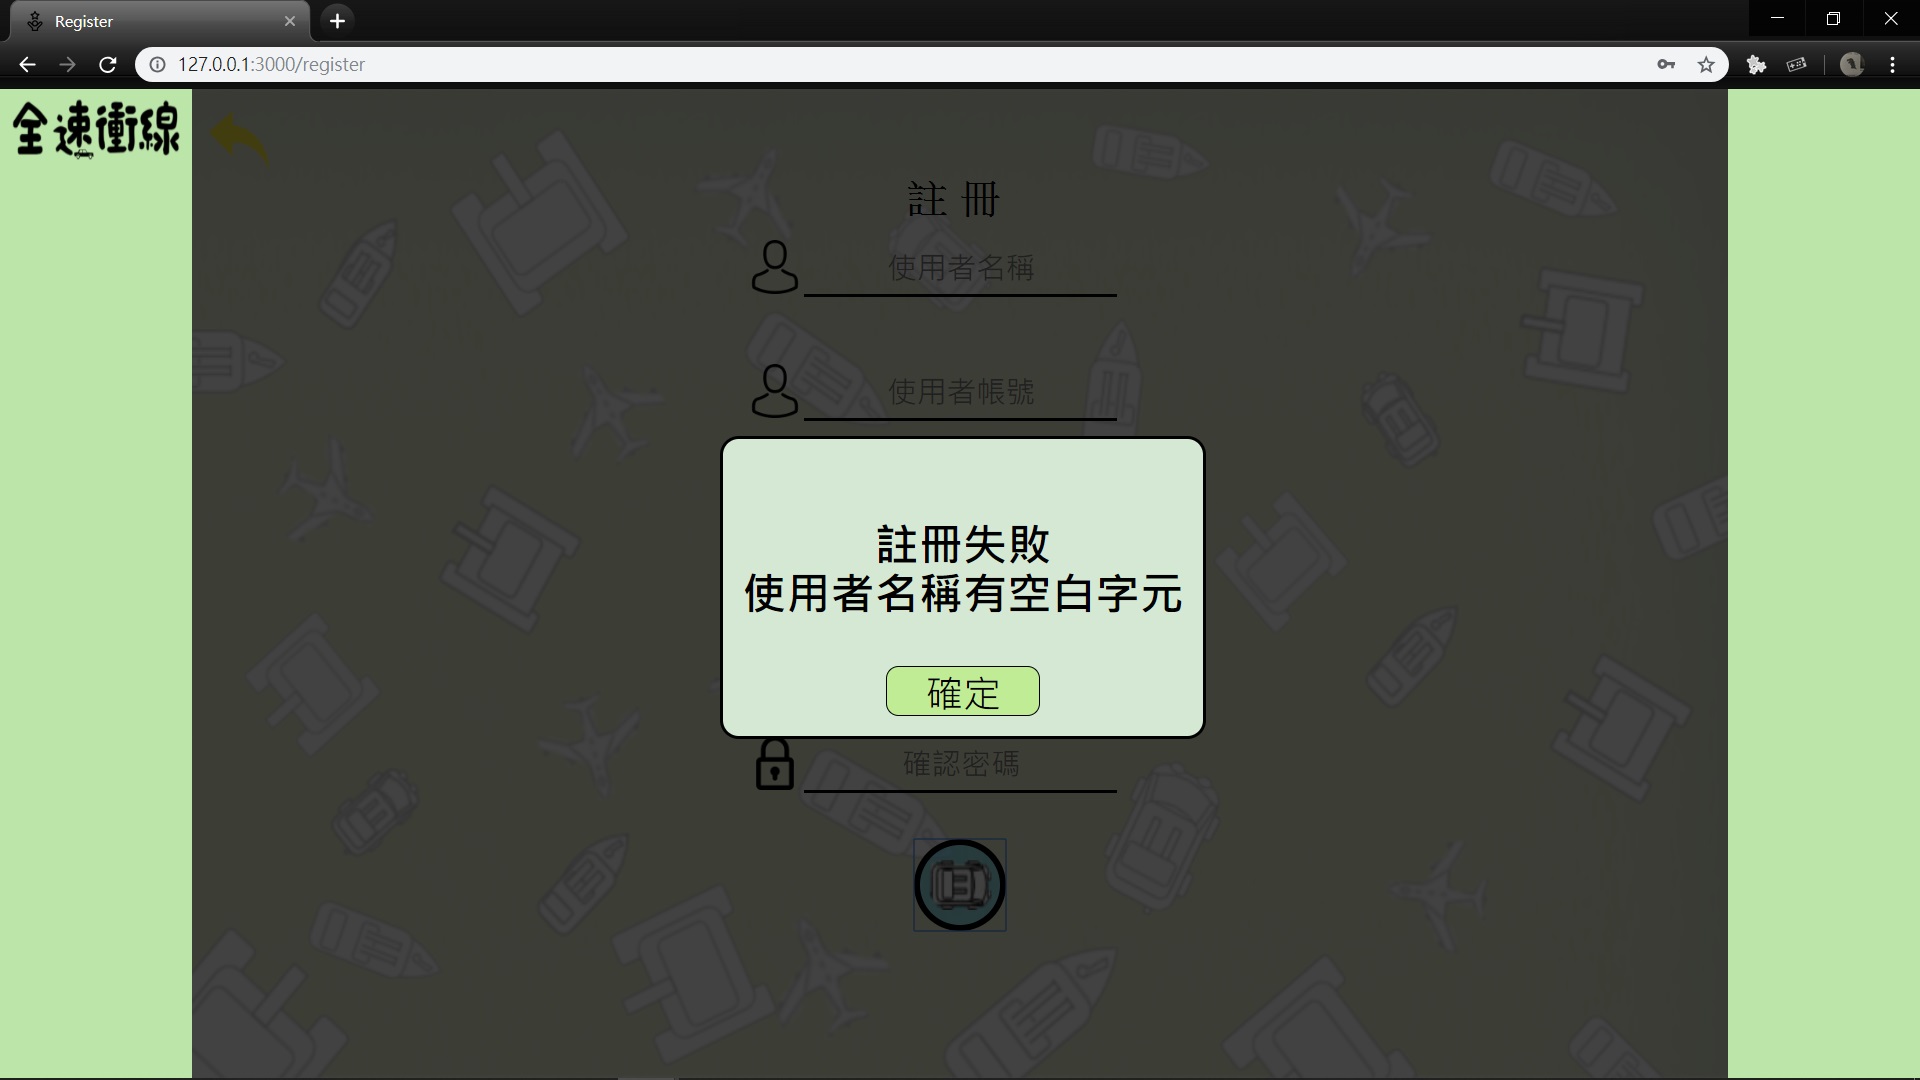 Register
127.0.0.1:3000/register
全速衝線
註冊
使用者名稱
使用者帳號
註冊失敗
使用者名稱有空白字元
確定
確認密碼